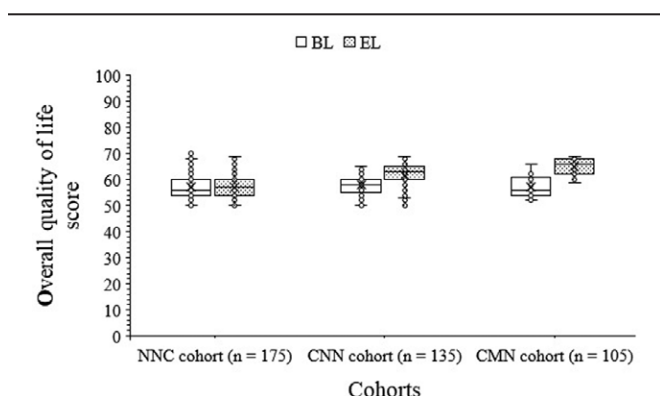 BL EL
100
90
80
70
60
50
40
30
20
10
0
Overall quality of life
score
NNC cohort (n = 175) CNN cohort (n = 135) CMN cohort (n = 105)
Cohorts